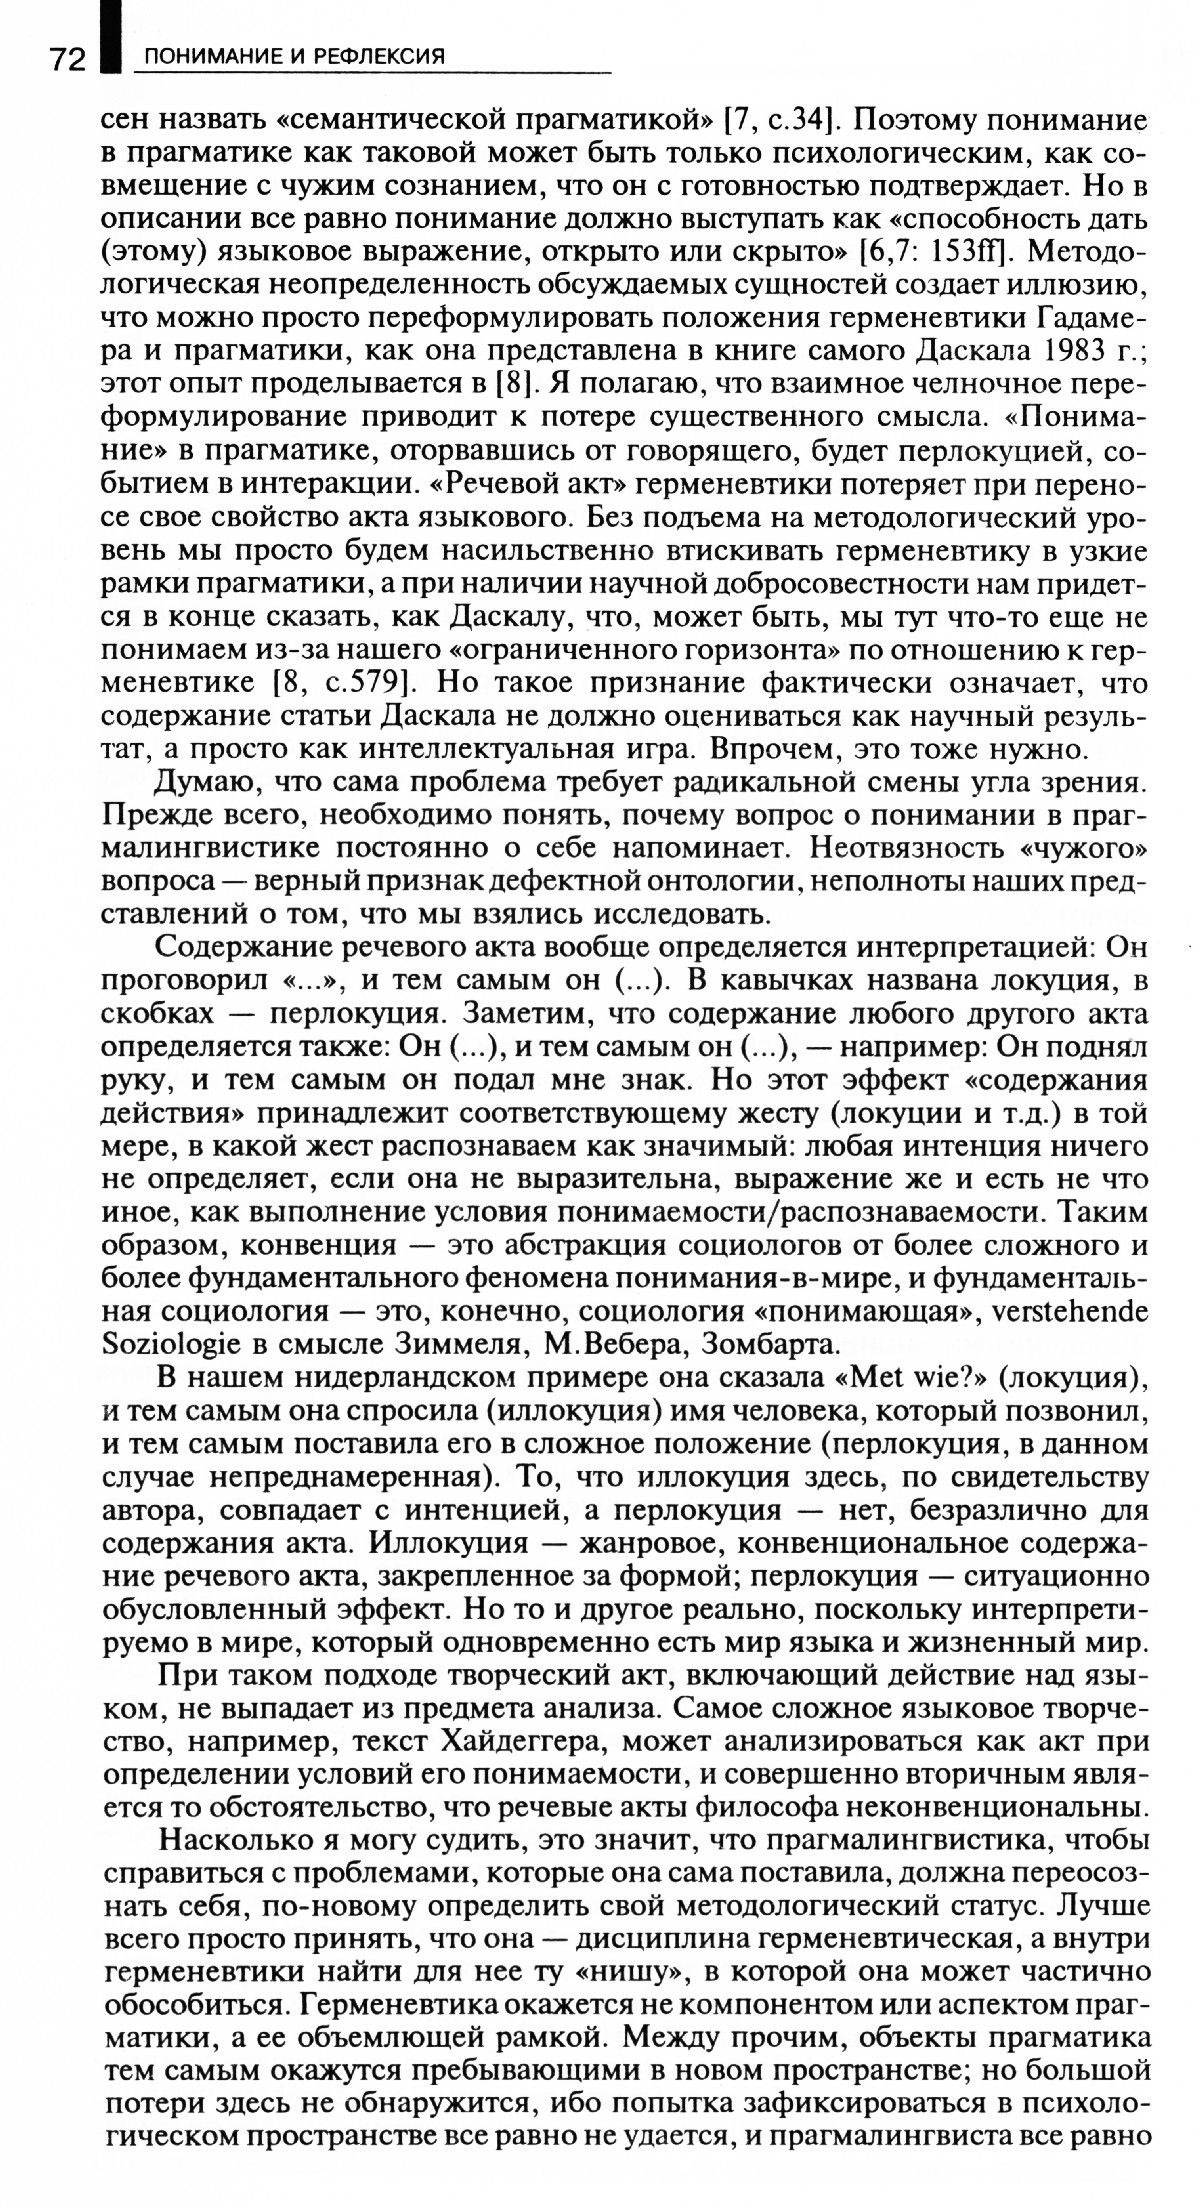 72 ПОНИМАНИЕ И РЕФЛЕКСИЯ
сен назвать «семантической прагматикой» [7, с.34]. Поэтому понимание
в прагматике как таковой может быть только психологическим, как со-
вмещение с чужим сознанием, что он с готовностью подтверждает. Но в
описании все равно понимание должно выступать как «способность дать
(этому) языковое выражение, открыто или скрыто» [6,7: 153ff]. Методо-
логическая неопределенность обсуждаемых сущностей создает иллюзию,
что можно просто переформулировать положения герменевтики Гадаме-
ра и прагматики, как она представлена в книге самого Даскала 1983 г.;
этот опыт проделывается в [8]. Я полагаю, что взаимное челночное пере-
формулирование приводит к потере существенного смысла. «Понима-
ние» в прагматике, оторвавшись от говорящего, будет перлокуцией, со-
бытием в интеракции. «Речевой акт» герменевтики потеряет при перено-
се свое свойство акта языкового. Без подъема на методологический уро-
вень мы просто будем насильственно втискивать герменевтику в узкие
рамки прагматики, а при наличии научной добросовестности нам придет-
ся в конце сказать, как Даскалу, что, может быть, мы тут что-то еще не
понимаем из-за нашего «ограниченного горизонта» по отношению к гер-
меневтике [8, с.579]. Но такое признание фактически означает, что
содержание статьи Даскала не должно оцениваться как научный резуль-
тат, а просто как интеллектуальная игра. Впрочем, это тоже нужно.
Думаю, что сама проблема требует радикальной смены угла зрения.
Прежде всего, необходимо понять, почему вопрос о понимании в праг-
малингвистике постоянно о себе напоминает. Неотвязность «чужого»
вопроса — верный признак дефектной онтологии, неполноты наших пред-
ставлений о том, что мы взялись исследовать.
Содержание речевого акта вообще определяется интерпретацией: Он
проговорил «...», и тем самым он (...). В кавычках названа локуция, в
скобках — перлокуция. Заметим, что содержание любого другого акта
определяется также: Он (...), и тем самым он (...), — например: Он поднял
руку, и тем самым он подал мне знак. Но этот эффект «содержания
действия» принадлежит соответствующему жесту (локуции и т.д.) в той
мере, в какой жест распознаваем как значимый: любая интенция ничего
не определяет, если она не выразительна, выражение же и есть не что
иное, как выполнение условия понимаемости/распознаваемости. Таким
образом, конвенция — это абстракция социологов от более сложного и
более фундаментального феномена понимания-в-мире, и фундаменталь-
ная социология — это, конечно, социология «понимающая», verstehende
Soziologie в смысле Зиммеля, М.Вебера, Зомбарта.
В нашем нидерландском примере она сказала «Met wie?» (локуция),
и тем самым она спросила (иллокуция) имя человека, который позвонил,
и тем самым поставила его в сложное положение (перлокуция, в данном
случае непреднамеренная). То, что иллокуция здесь, по свидетельству
автора, совпадает с интенцией, а перлокуция — нет, безразлично для
содержания акта. Иллокуция — жанровое, конвенциональное содержа-
ние речевого акта, закрепленное за формой; перлокуция — ситуационно
обусловленный эффект. Но то и другое реально, поскольку интерпрети-
руемо в мире, который одновременно есть мир языка и жизненный мир.
При таком подходе творческий акт, включающий действие над язы-
ком, не выпадает из предмета анализа. Самое сложное языковое творче-
ство, например, текст Хайдеггера, может анализироваться как акт при
определении условий его понимаемости, и совершенно вторичным явля-
ется то обстоятельство, что речевые акты философа неконвенциональны.
Насколько я могу судить, это значит, что прагмалингвистика, чтобы
справиться с проблемами, которые она сама поставила, должна переосоз-
нать себя, по-новому определить свой методологический статус. Лучше
всего просто принять, что она — дисциплина герменевтическая, а внутри
герменевтики найти для нее ту «нишу», в которой она может частично
обособиться. Герменевтика окажется не компонентом или аспектом праг-
матики, а ее объемлющей рамкой. Между прочим, объекты прагматика
тем самым окажутся пребывающими в новом пространстве; но большой
потери здесь не обнаружится, ибо попытка зафиксироваться в психоло-
гическом пространстве все равно не удается, и прагмалингвиста все равно